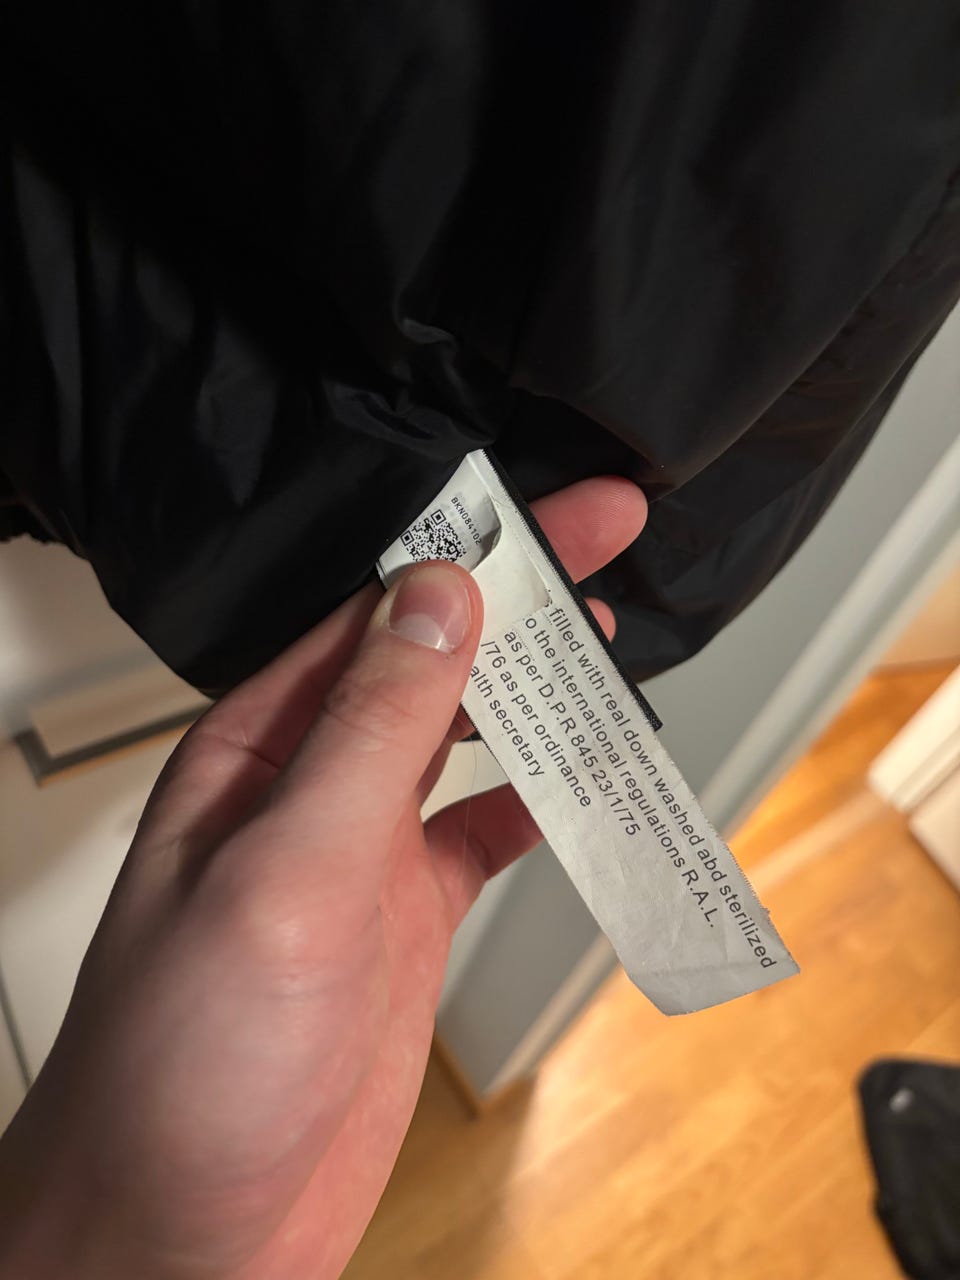 BKN084102
filled with real down washed abd sterilized
o the international regulations R.A.L.
as per D.P.R 845 23/1/75
/76 as per ordinance
alth secretary